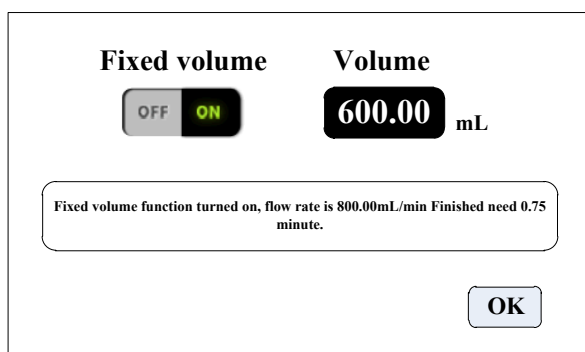 Fixed volume Volume
OFF ON 600.00 mL
Fixed volume function turned on, flow rate is 800.00mL/min Finished need 0.75
minute.
OK